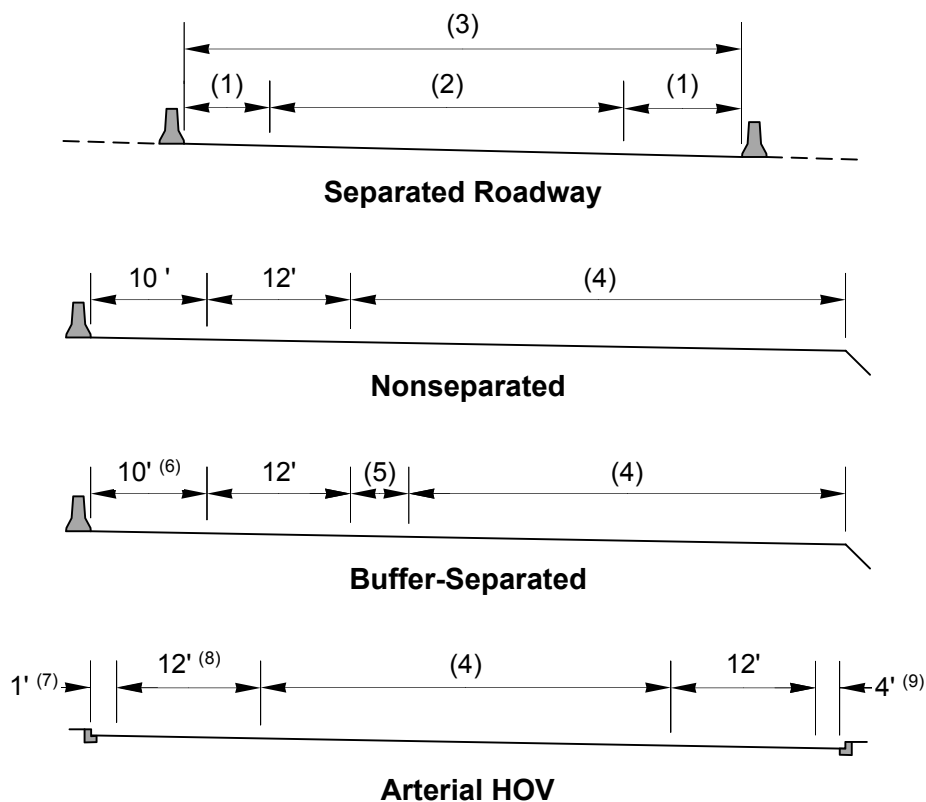 (3)
(1) (2) (1)
Separated Roadway
10 ' 12' (4)
Nonseparated
10' (6) 12' (5) (4)
Buffer-Separated
1' (7) 12' (8) (4) 12' 4' (9)
Arterial HOV